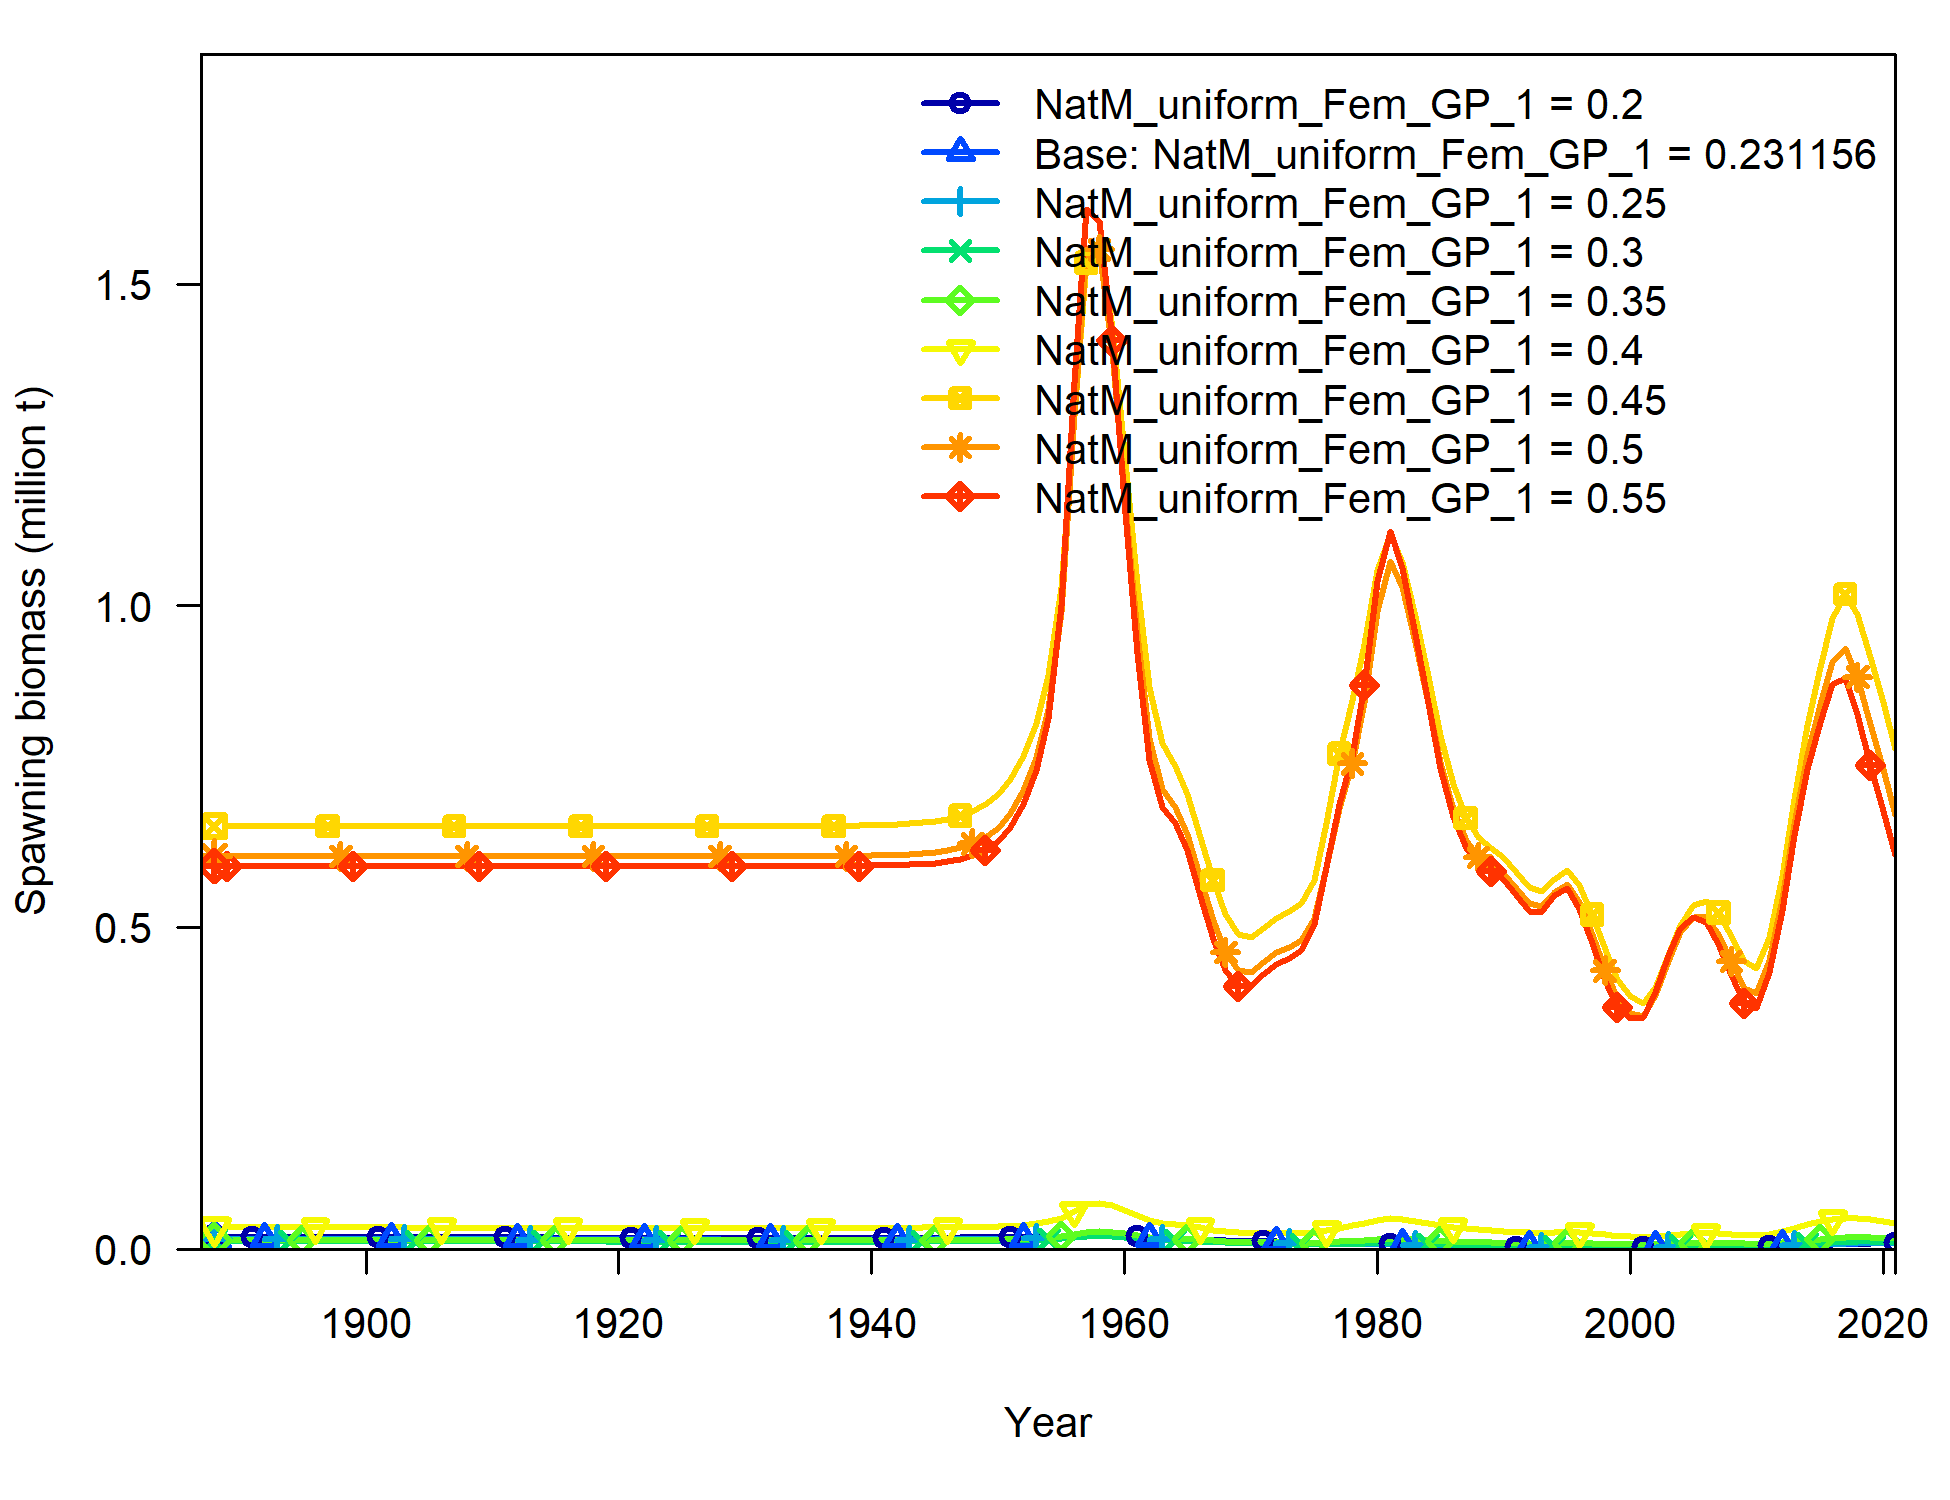 NatM_uniform_Fem_GP_1 = 0.2
Base: NatM_uniform_Fem_GP_1 = 0.231156
NatM_uniform_Fem_GP_1 = 0.25
NatM_uniform_Fem_GP_1 = 0.3
NatM_uniform_Fem_GP_1 = 0.35
NatM_uniform_Fem_GP_1 = 0.4
NatM_uniform_Fem_GP_1 = 0.45
NatM_uniform_Fem_GP_1 = 0.5
NatM_uniform_Fem_GP_1 = 0.55
Spawning biomass (million t)
1.5
1.0
0.5
0.0
1900 1920 1940 1960 1980 2000 2020
Year